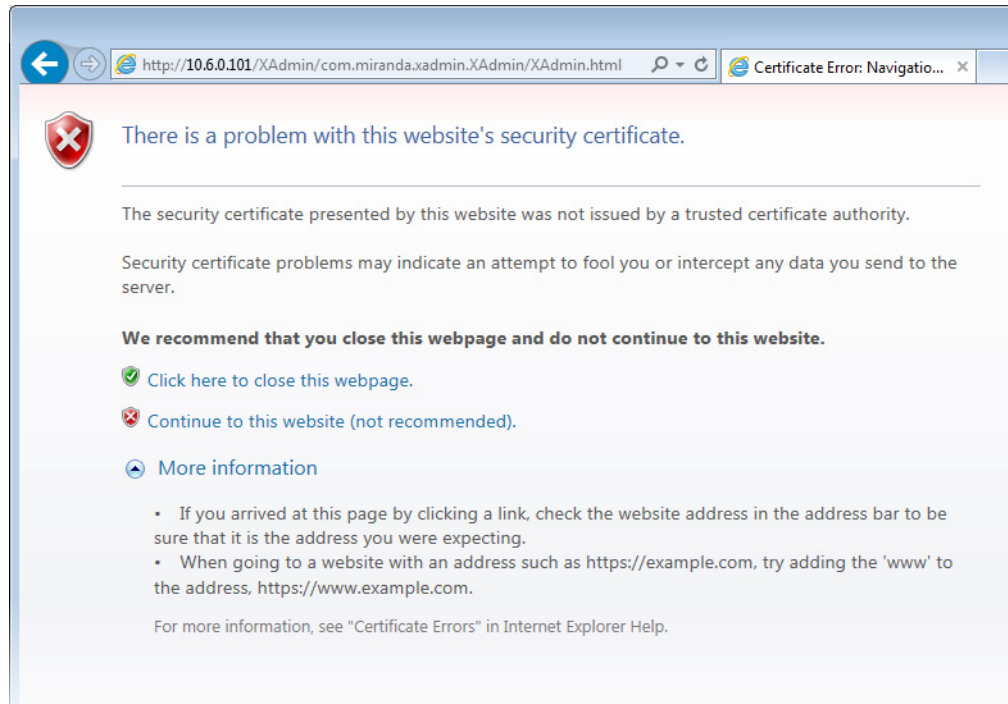 http://10.6.0.101/XAdmin/com.miranda.xadmin.XAdmin/XAdmin.html
Certificate Error: Navigatio...
There is a problem with this website's security certificate.
The security certificate presented by this website was not issued by a trusted certificate authority.
Security certificate problems may indicate an attempt to fool you or intercept any data you send to the
server.
We recommend that you close this webpage and do not continue to this website.
Click here to close this webpage.
Continue to this website (not recommended).
More information
• If you arrived at this page by clicking a link, check the website address in the address bar to be
sure that it is the address you were expecting.
• When going to a website with an address such as https://example.com, try adding the 'www' to
the address, https://www.example.com.
For more information, see "Certificate Errors" in Internet Explorer Help.